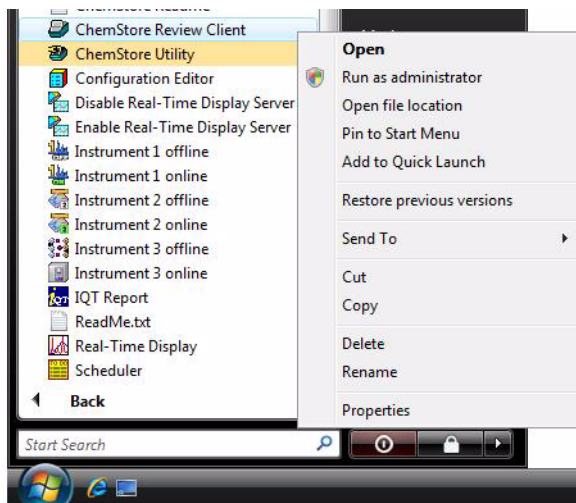 ChemStore Readme
ChemStore Review Client
ChemStore Utility
Configuration Editor
Disable Real-Time Display Server
Enable Real-Time Display Server
Instrument 1 offline
Instrument 1 online
Instrument 2 offline
Instrument 2 online
Instrument 3 offline
Instrument 3 online
IQT Report
ReadMe.txt
Real-Time Display
Scheduler
Back
Start Search
Open
Run as administrator
Open file location
Pin to Start Menu
Add to Quick Launch
Restore previous versions
Send To
Cut
Copy
Delete
Rename
Properties